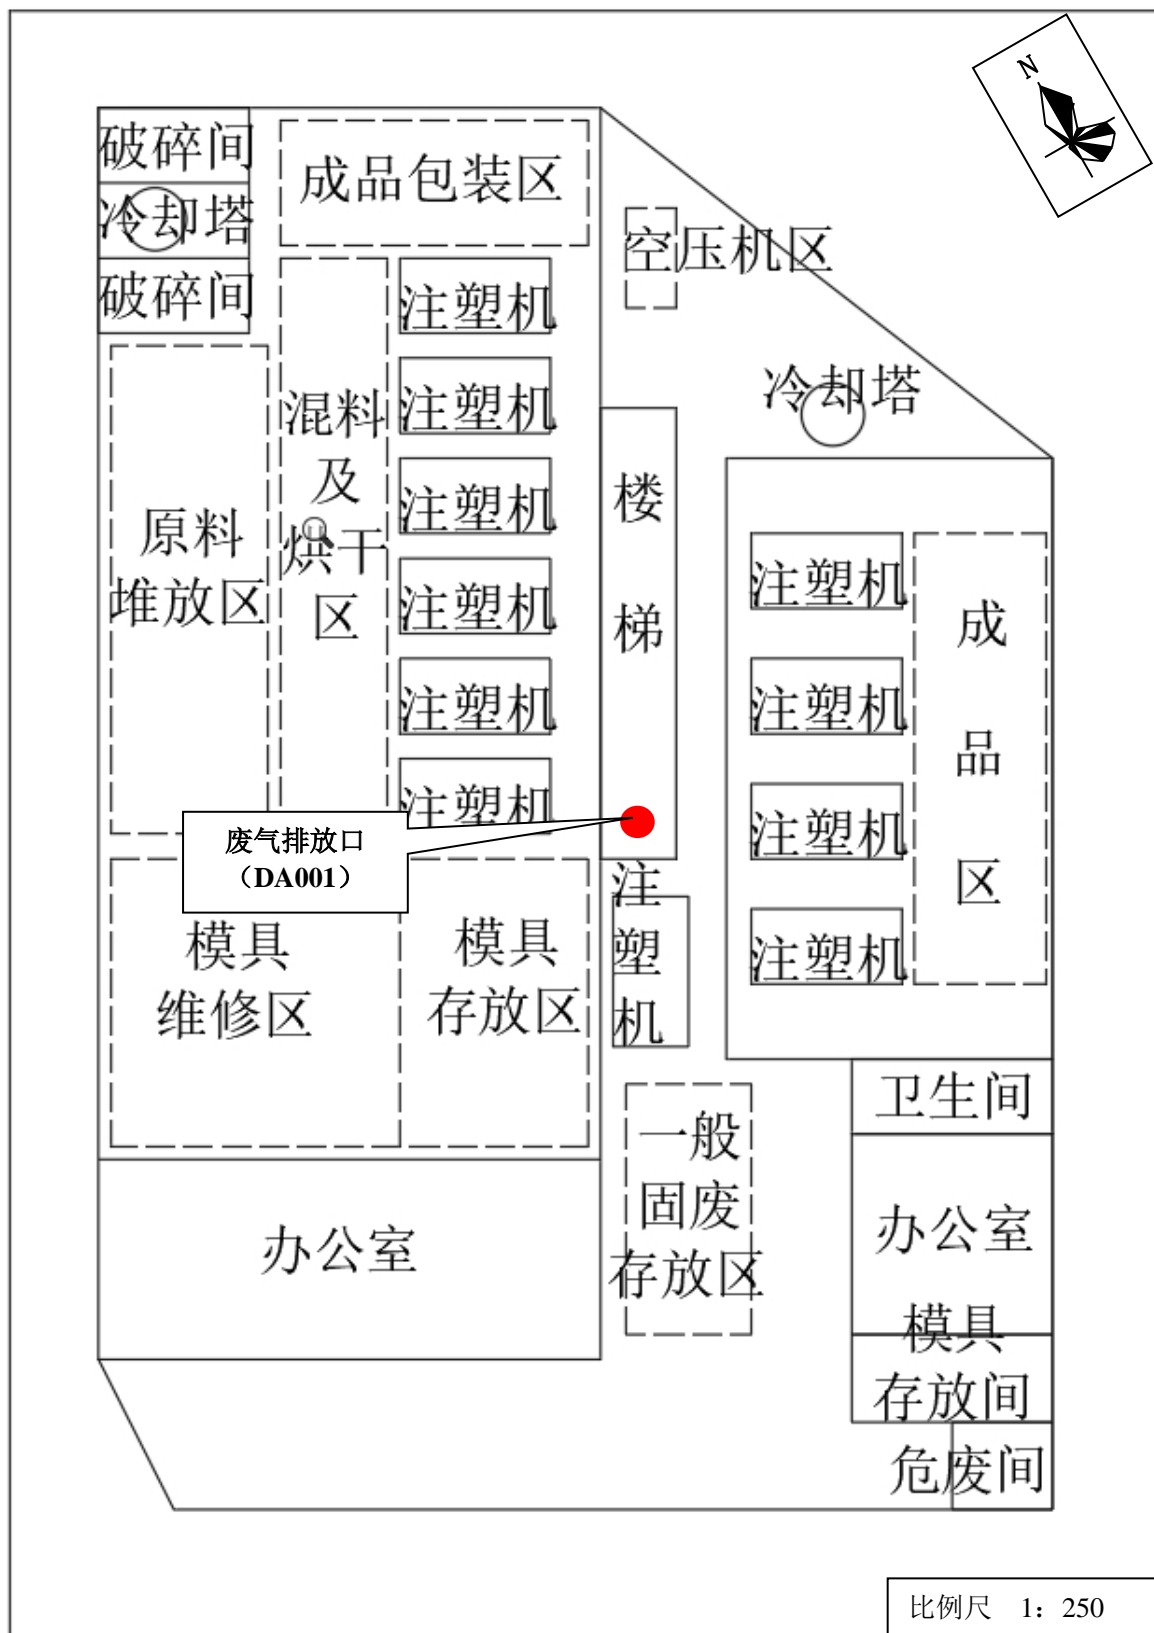 N
破碎间
成品包装区
冷却塔
空压机区
破碎间
注塑机
混料
及
烘干
区
注塑机
冷却塔
原料
堆放区
注塑机
楼
梯
注塑机
注塑机
注塑机
注塑机
注塑机
注塑机
注塑机
成
品
区
废气排放口
（DA001）
注
塑
机
模具
维修区
模具
存放区
卫生间
一般
固废
存放区
办公室
办公室
模具
存放间
危废间
比例尺 1：250